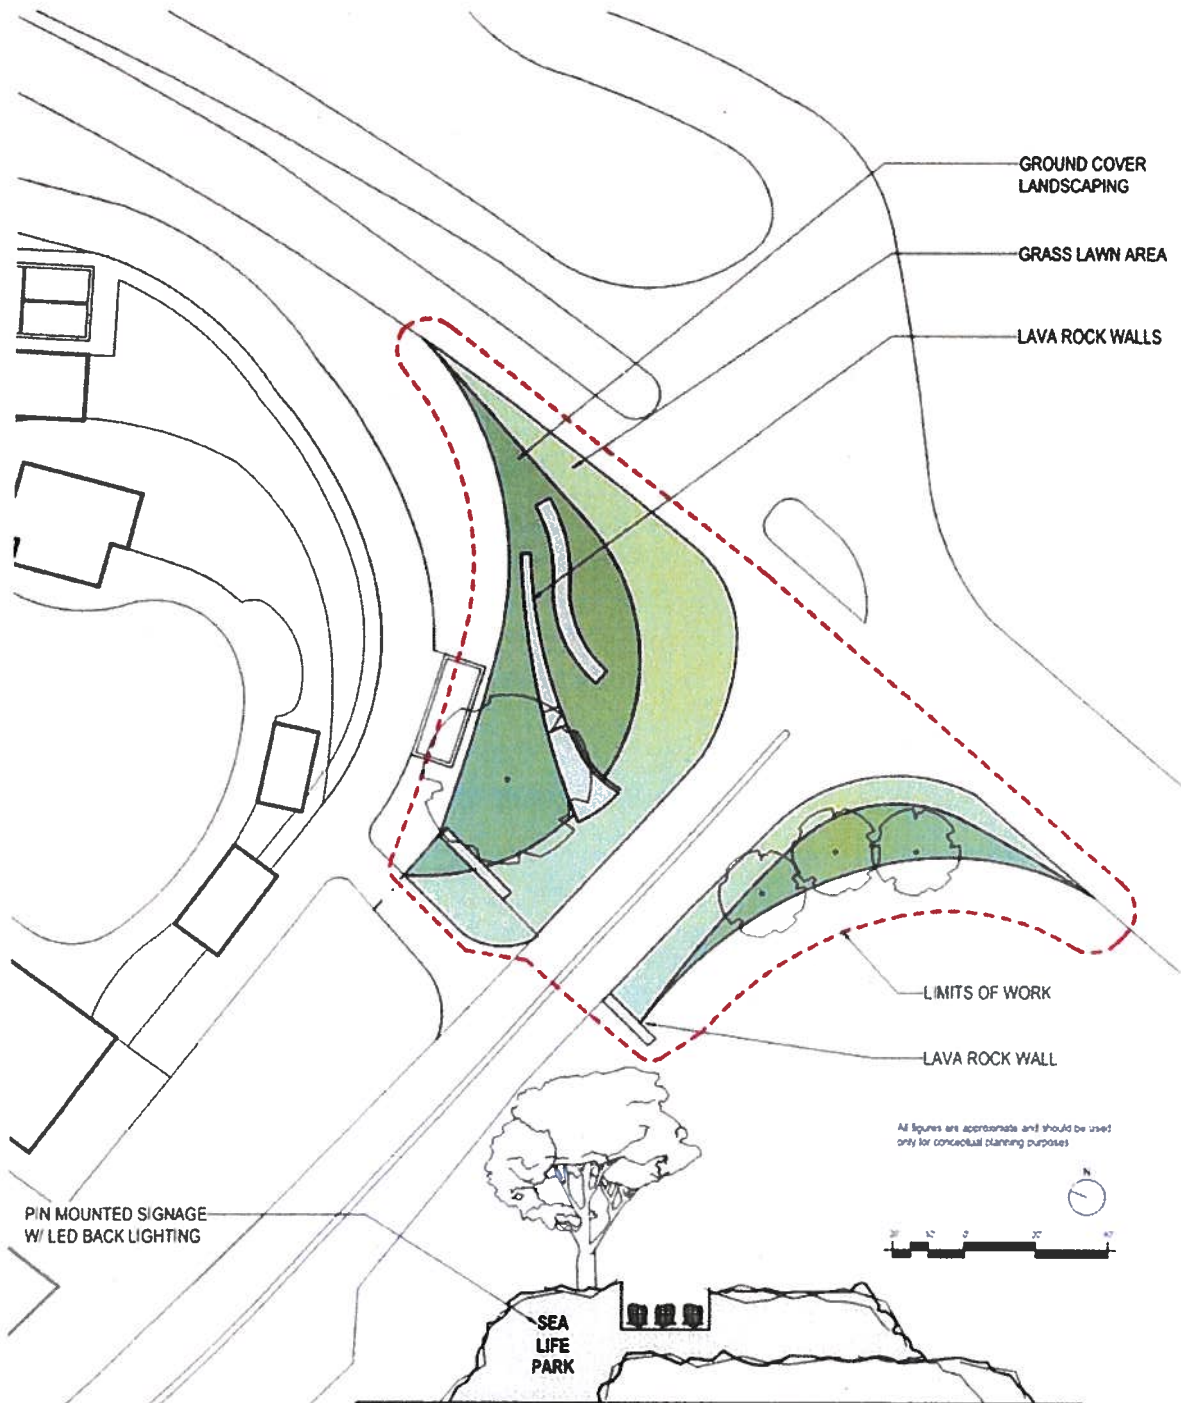 GROUND COVER
LANDSCAPING
GRASS LAWN AREA
LAVA ROCK WALLS
LIMITS OF WORK
LAVA ROCK WALL
All figures are approximate and should be used
only for conceptual planning purposes
N
PIN MOUNTED SIGNAGE
W/ LED BACK LIGHTING
SEA
LIFE
PARK